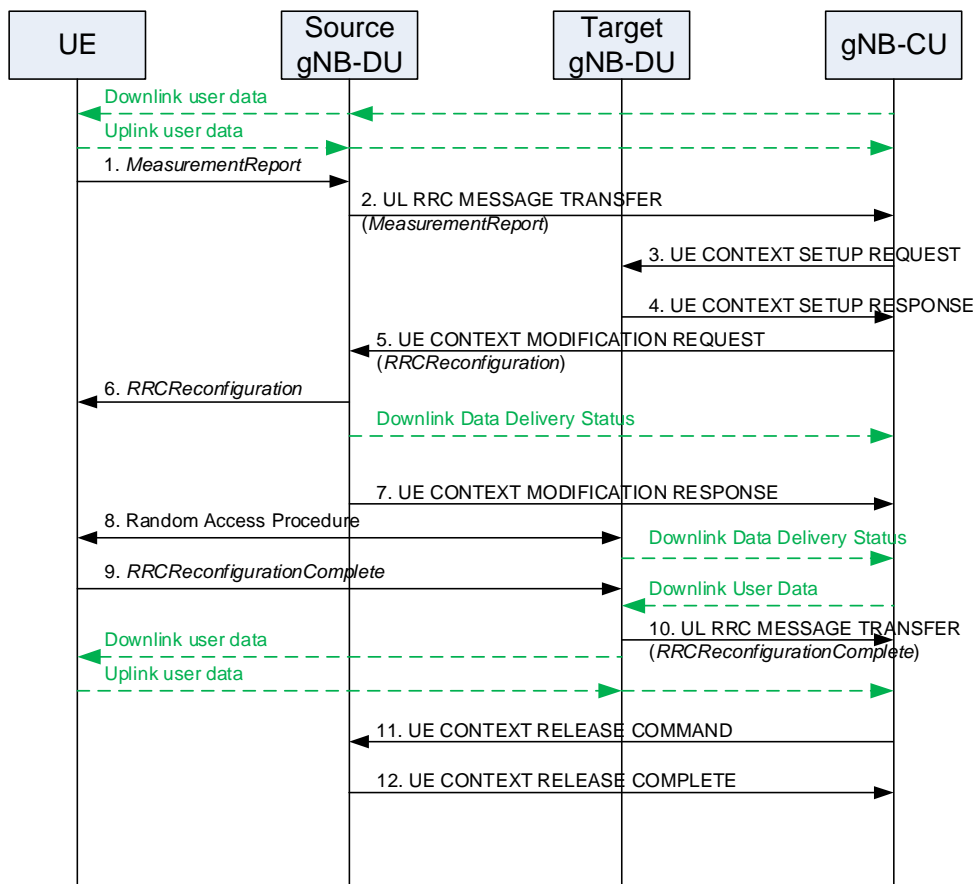 UE
Source
gNB-DU
Target
gNB-DU
gNB-CU
Downlink user data
Uplink user data
1. MeasurementReport
2. UL RRC MESSAGE TRANSFER
(MeasurementReport)
3. UE CONTEXT SETUP REQUEST
4. UE CONTEXT SETUP RESPONSE
5. UE CONTEXT MODIFICATION REQUEST
(RRCReconfiguration)
6. RRCReconfiguration
Downlink Data Delivery Status
7. UE CONTEXT MODIFICATION RESPONSE
8. Random Access Procedure
Downlink Data Delivery Status
9. RRCReconfigurationComplete
Downlink User Data
10. UL RRC MESSAGE TRANSFER
(RRCReconfigurationComplete)
Downlink user data
Uplink user data
11. UE CONTEXT RELEASE COMMAND
12. UE CONTEXT RELEASE COMPLETE